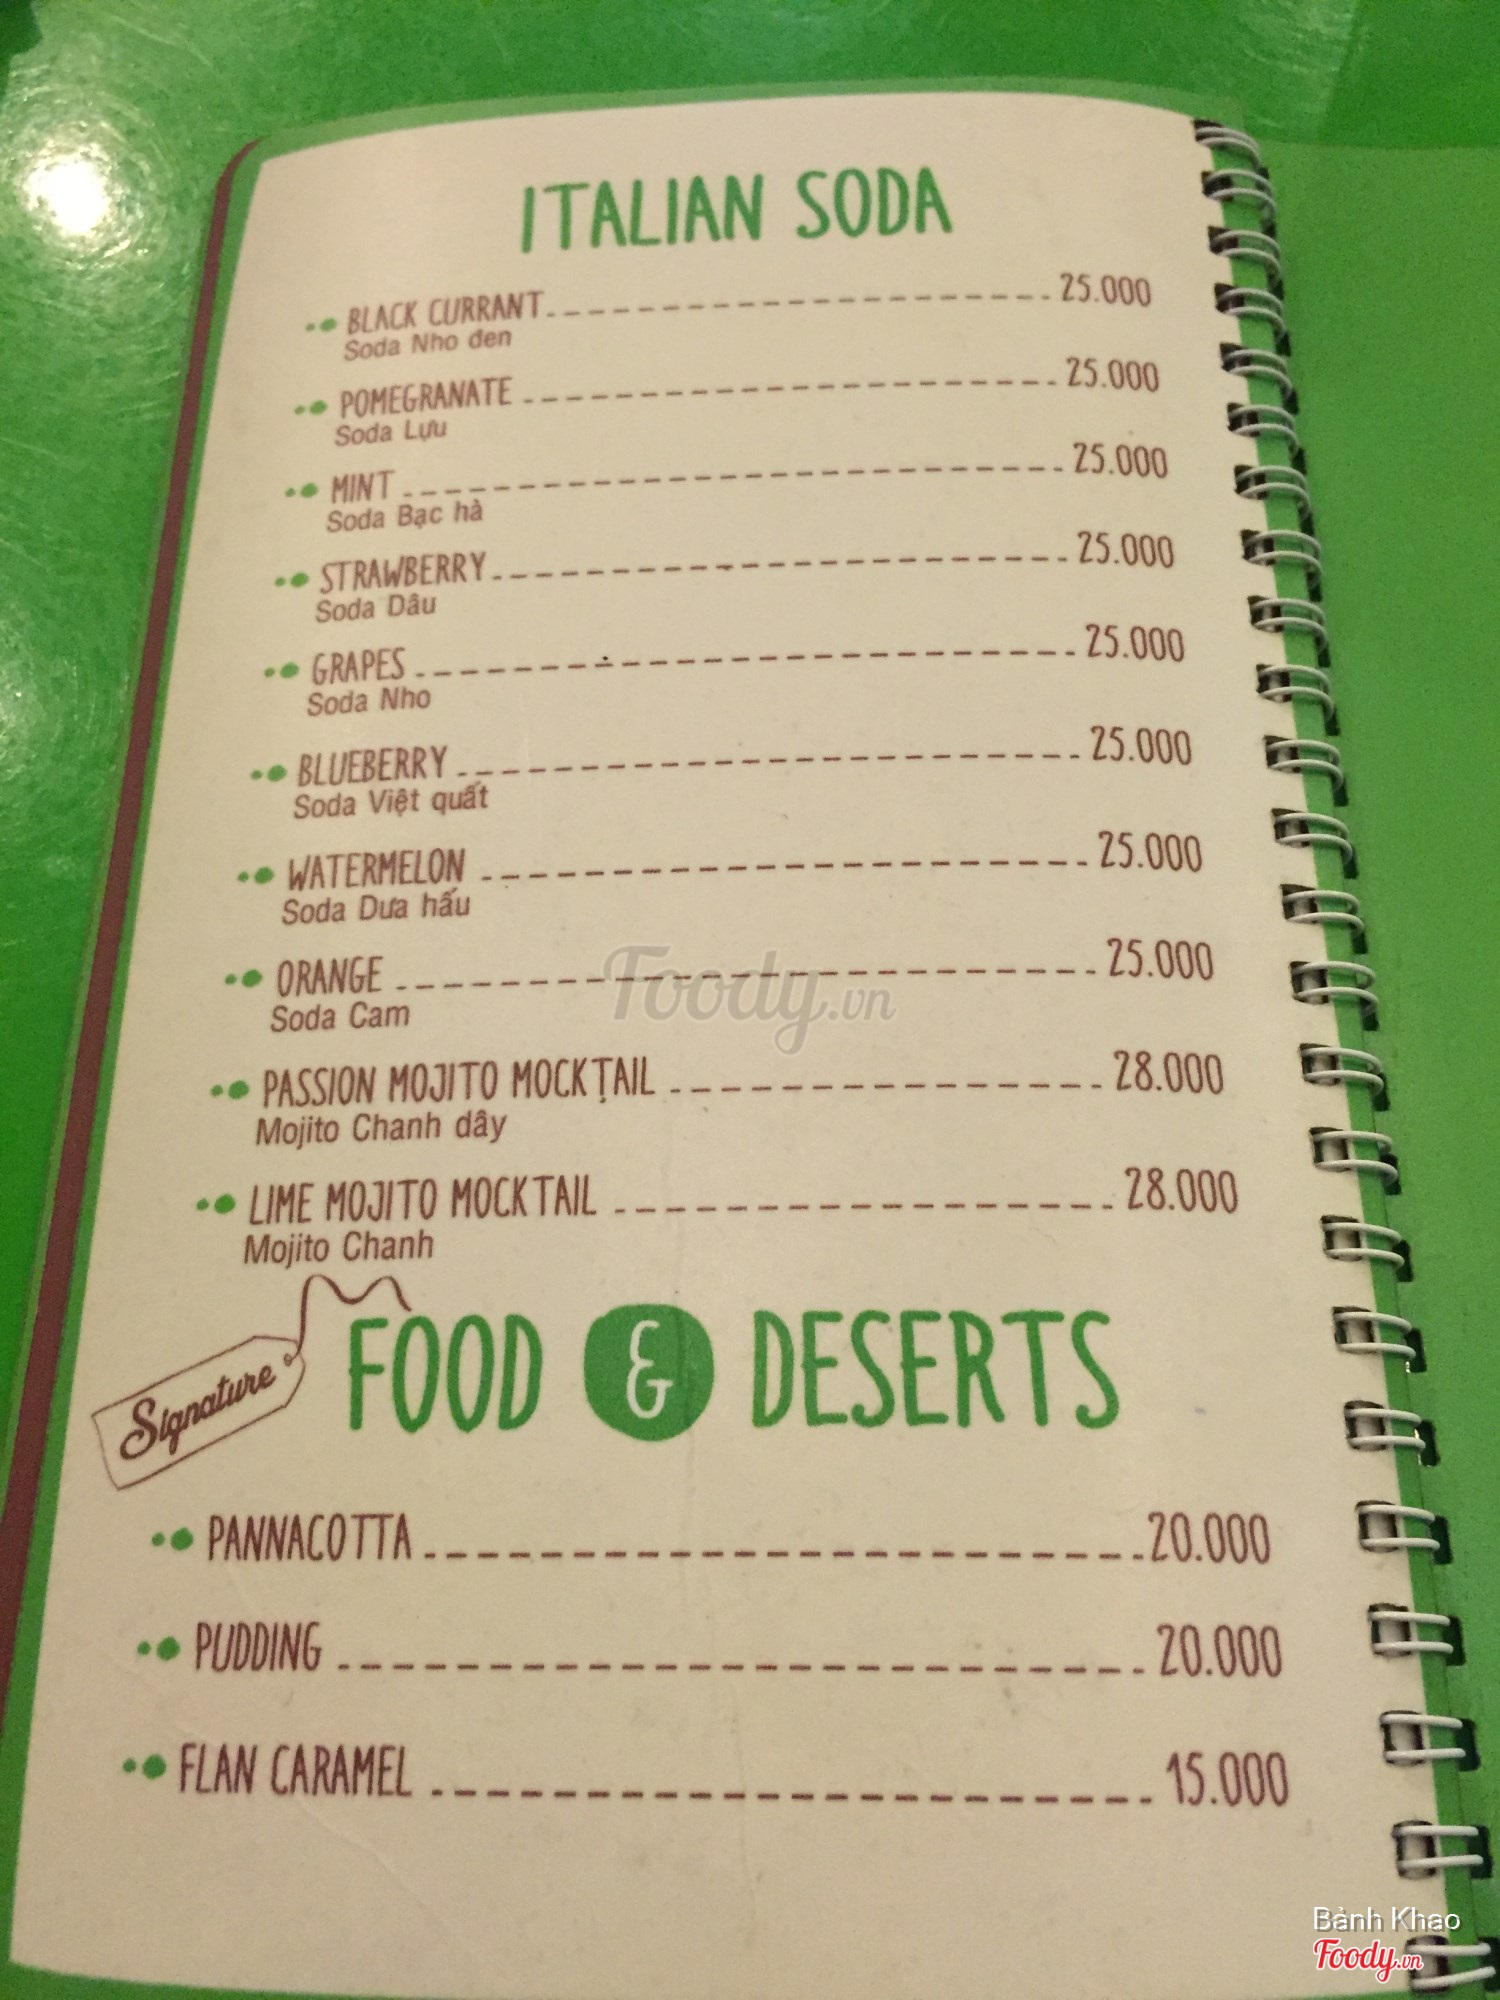 ITALIAN SODA
BLACK CURRANT 25.000
Soda Nho đen
POMEGRANATE 25.000
Soda Lựu
MINT 25.000
Soda Bạc hà
STRAWBERRY 25.000
Soda Dâu
GRAPES 25.000
Soda Nho
BLUEBERRY 25.000
Soda Việt quất
WATERMELON 25.000
Soda Dưa hấu
ORANGE 25.000
Soda Cam
Foody.vn
PASSION MOJITO MOCKTAIL 28.000
Mojito Chanh dây
LIME MOJITO MOCKTAIL 28.000
Mojito Chanh
Signature
FOOD & DESERTS
PANNACOTTA 20.000
PUDDING 20.000
FLAN CARAMEL 15.000
Bảnh Khao
Foody.vn